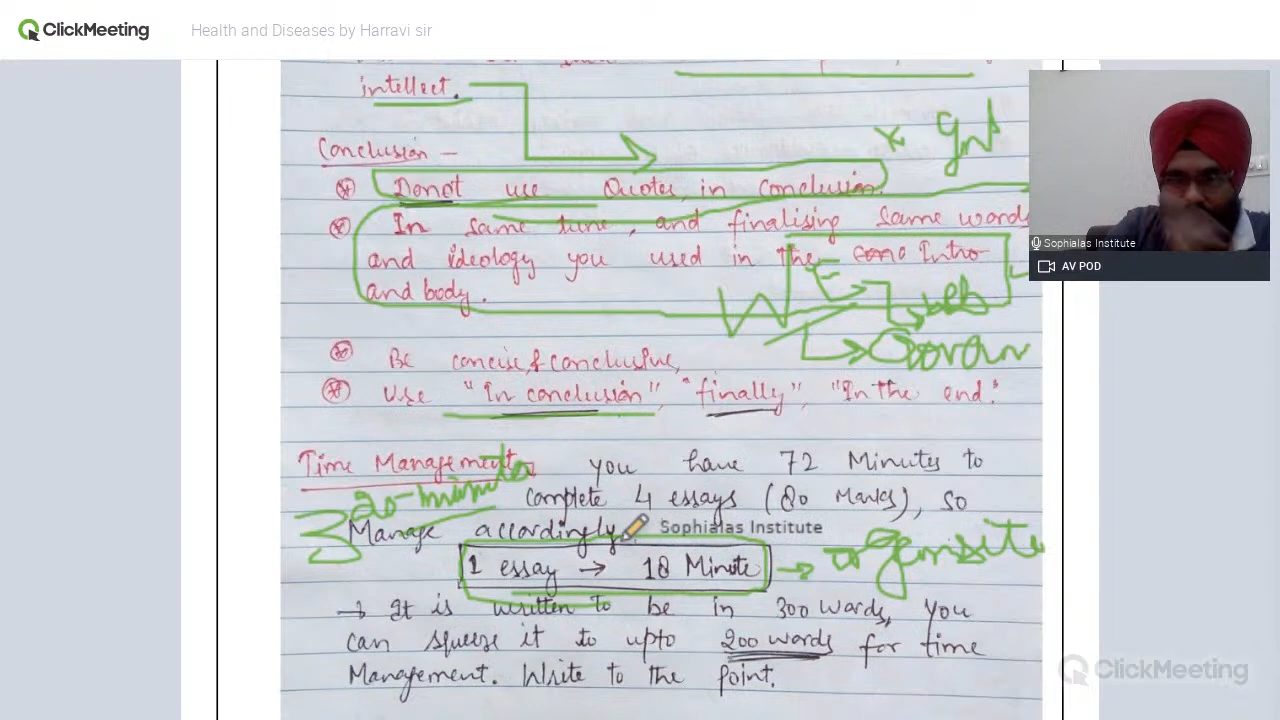 ClickMeeting
Health and Diseases by Harravi sir
intellect.
Conclusion –
Donot use Quotes, in conclusion.
In same tune, and finalising same words
and ideology you used in the Intro
and body.
Be concise & conclusive,
Use "In conclusion", "finally", "In the end."
Time Management
you have 72 Minutes to
20-minute
complete 4 essays (80 Marks), so
Manage accordingly
Sophialas Institute
1 essay → 18 Minute
→ It is written to be in 300 words, you
can squeeze it to upto 200 words for time
Management. Write to the point.
Sophialas Institute
AV POD
ClickMeeting